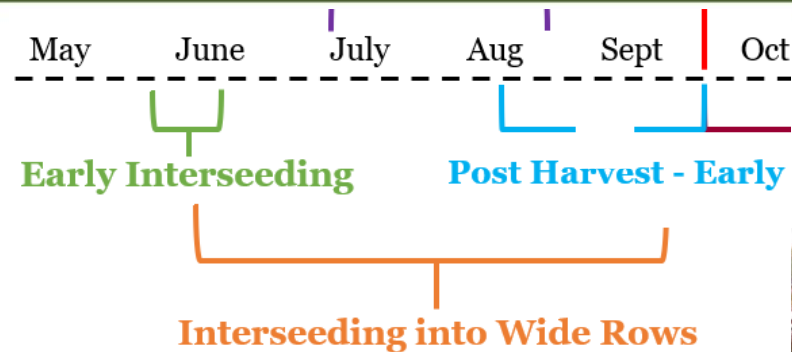 May June July Aug Sept Oct
Early Interseeding Post Harvest - Early
Interseeding into Wide Rows